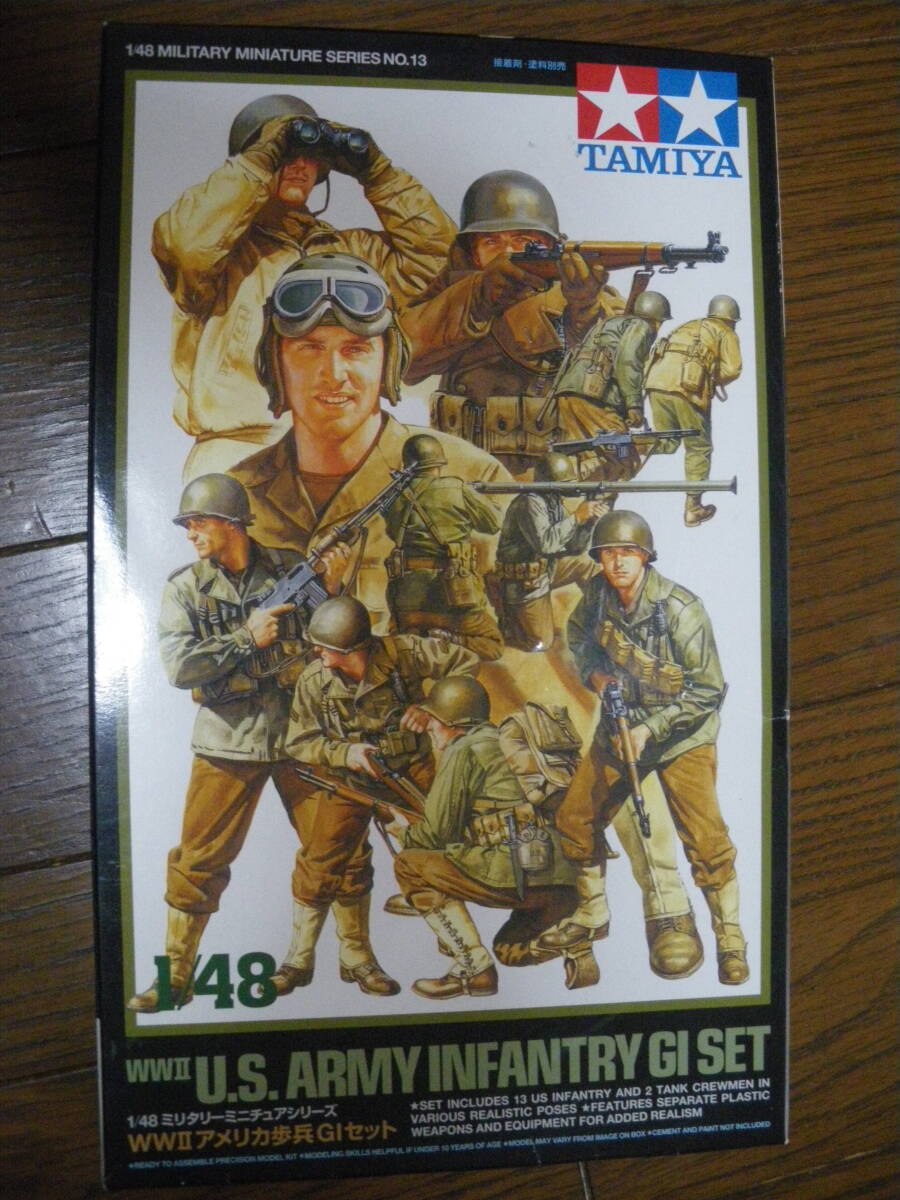 1/48 MILITARY MINIATURE SERIES NO.13
接着剤・塗料別売
TAMIYA
1/48
WWII U.S. ARMY INFANTRY GI SET
1/48 ミリタリーミニチュアシリーズ
WWII アメリカ歩兵GIセット
★SET INCLUDES 13 US INFANTRY AND 2 TANK CREWMEN IN
VARIOUS REALISTIC POSES ★FEATURES SEPARATE PLASTIC
WEAPONS AND EQUIPMENT FOR ADDED REALISM
★READY TO ASSEMBLE PRECISION MODEL KIT ★MODELING SKILLS HELPFUL IF UNDER 10 YEARS OF AGE ★MODEL MAY VARY FROM IMAGE ON BOX ★CEMENT AND PAINT NOT INCLUDED